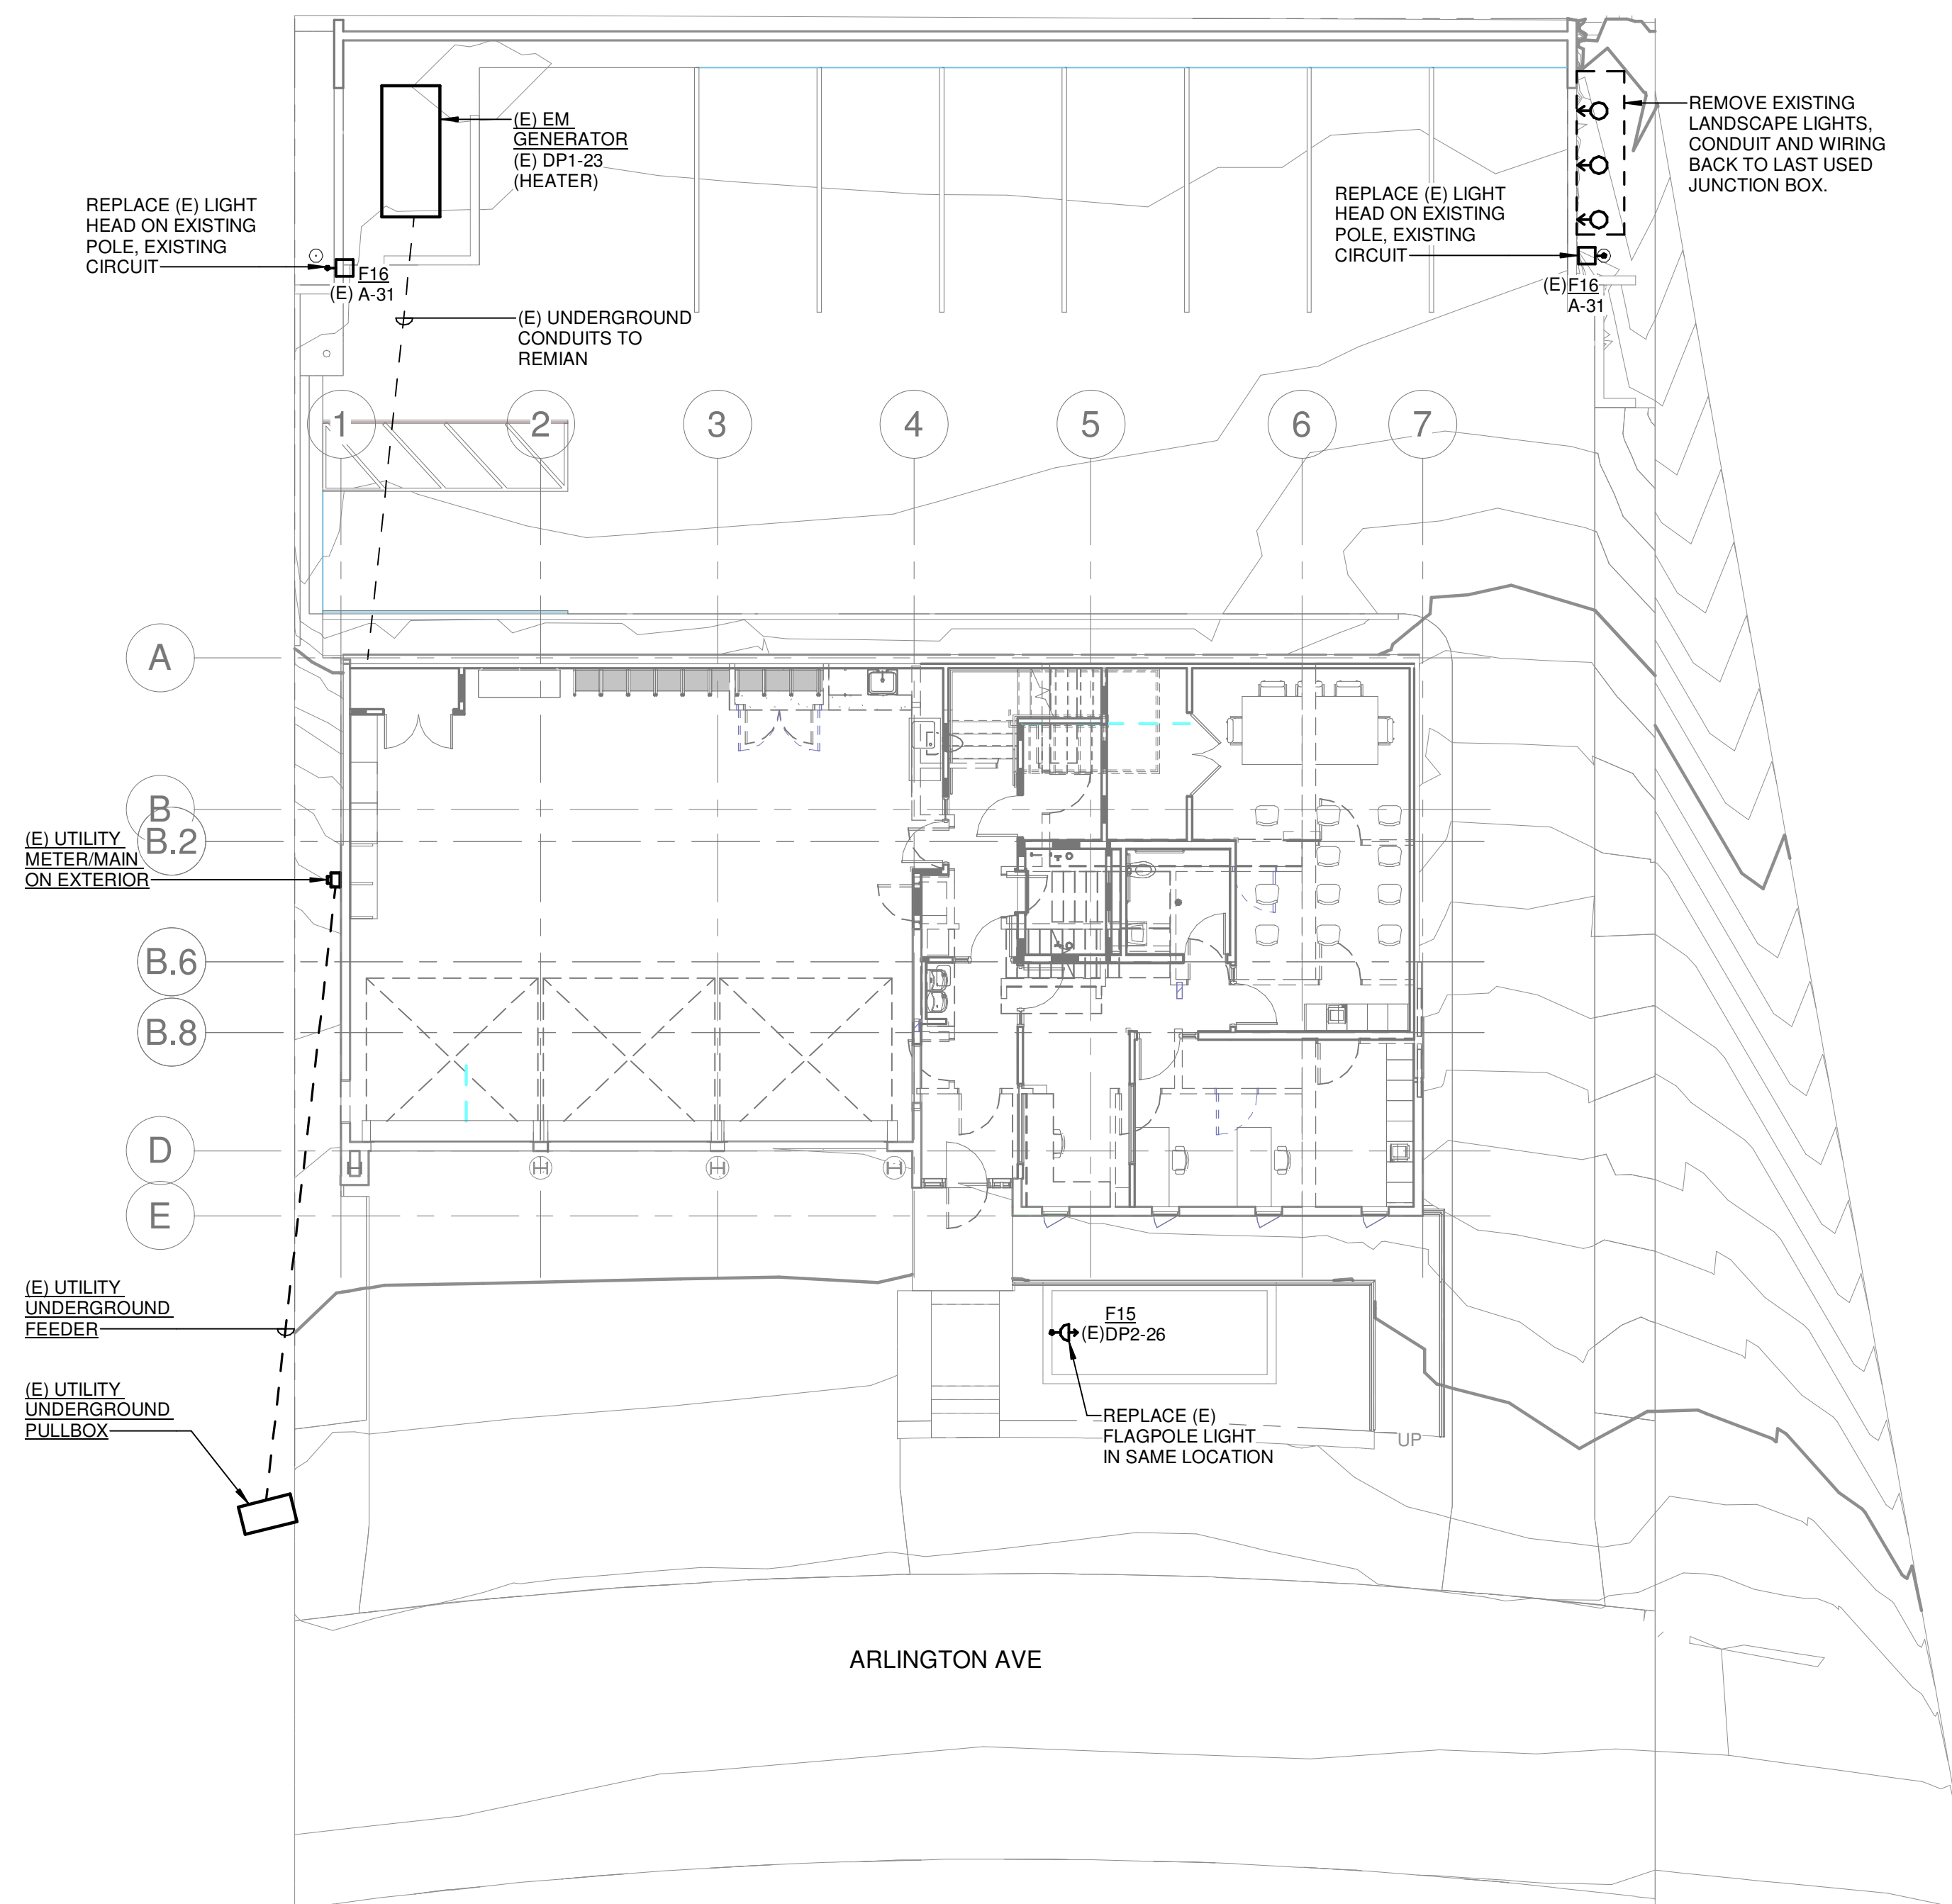 REMOVE EXISTING
LANDSCAPE LIGHTS,
CONDUIT AND WIRING
BACK TO LAST USED
JUNCTION BOX.
(E) EM
GENERATOR
(E) DP1-23
(HEATER)
REPLACE (E) LIGHT
HEAD ON EXISTING
POLE, EXISTING
CIRCUIT
F16
(E) A-31
REPLACE (E) LIGHT
HEAD ON EXISTING
POLE, EXISTING
CIRCUIT
(E) F16
A-31
(E) UNDERGROUND
CONDUITS TO
REMIAN
1
2
3
4
5
6
7
A
B
B.2
(E) UTILITY
METER/MAIN
ON EXTERIOR
B.6
B.8
D
E
(E) UTILITY
UNDERGROUND
FEEDER
F15
(E)DP2-26
(E) UTILITY
UNDERGROUND
PULLBOX
REPLACE (E)
FLAGPOLE LIGHT
IN SAME LOCATION
UP
ARLINGTON AVE